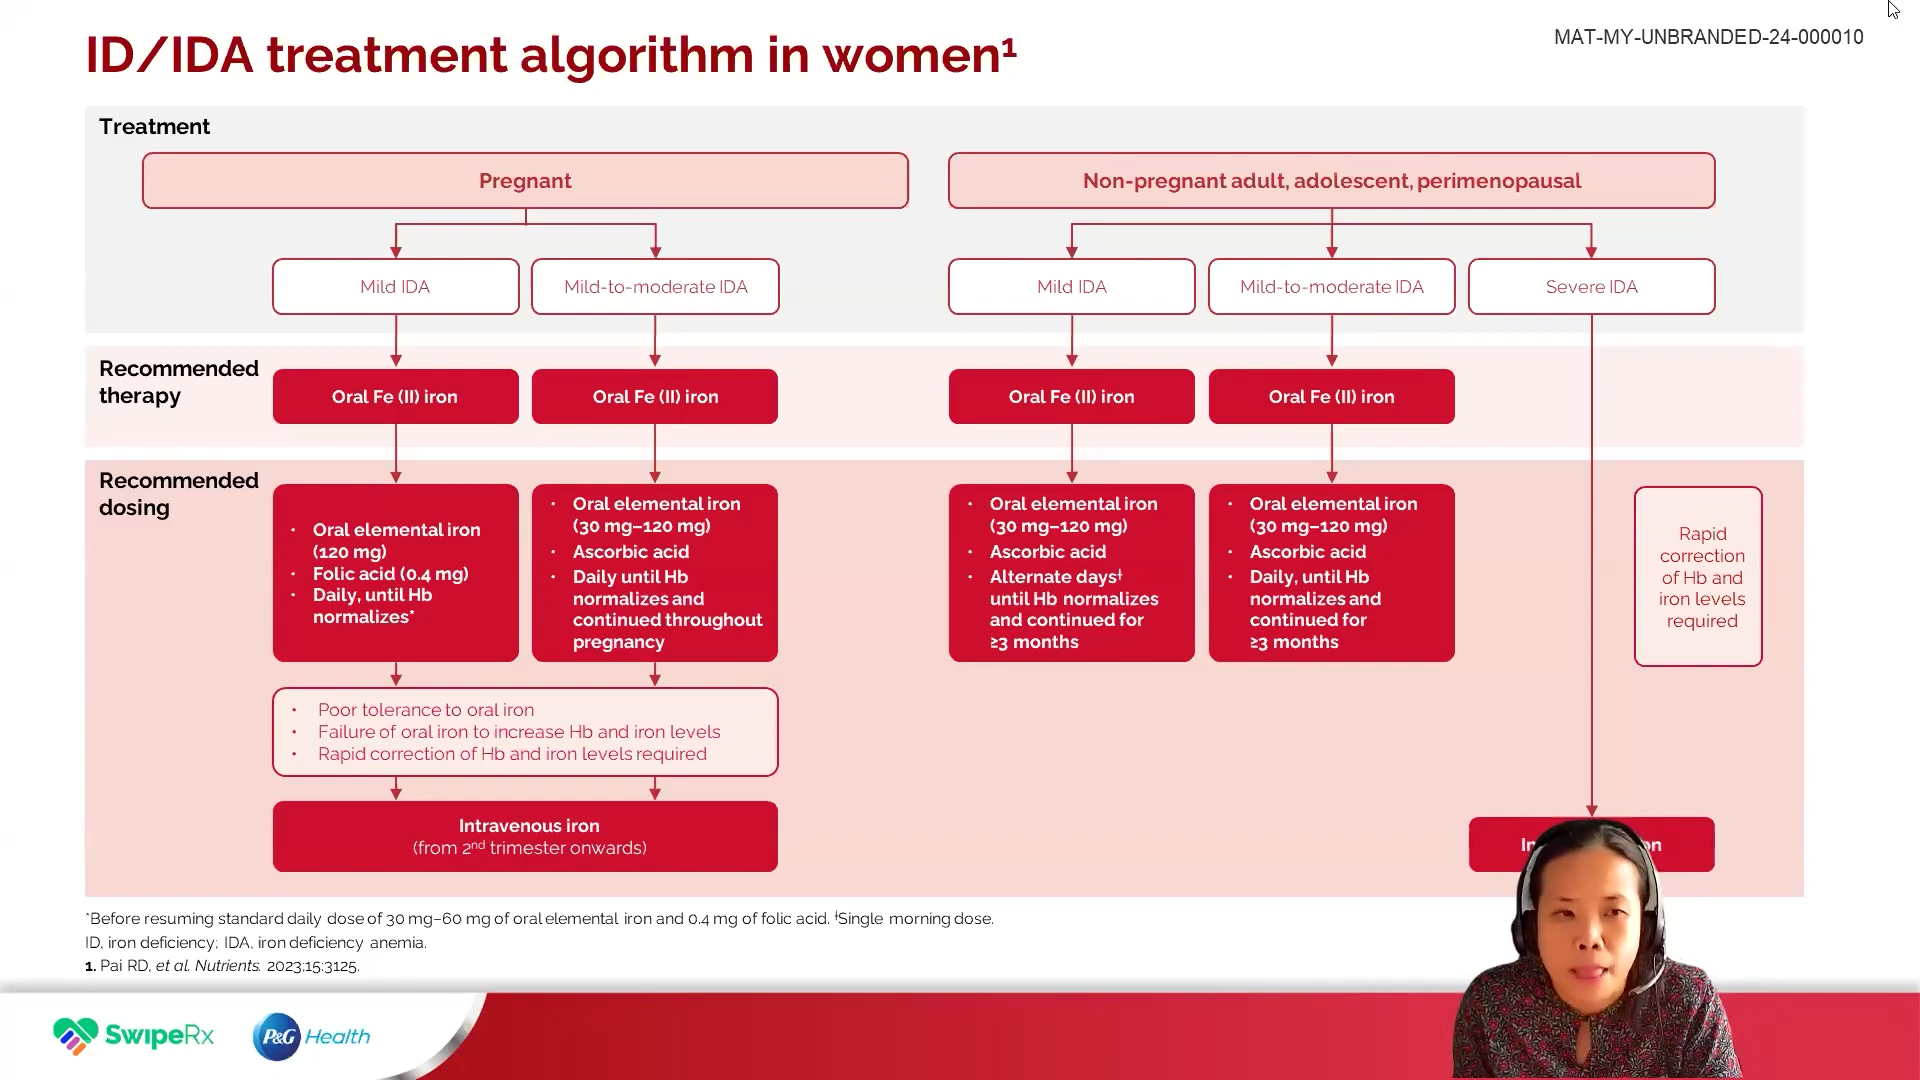 ID/IDA treatment algorithm in women¹
MAT-MY-UNBRANDED-24-000010
Treatment
Pregnant
Non-pregnant adult, adolescent, perimenopausal
Mild IDA
Mild-to-moderate IDA
Mild IDA
Mild-to-moderate IDA
Severe IDA
Recommended
therapy
Oral Fe (II) iron
Oral Fe (II) iron
Oral Fe (II) iron
Oral Fe (II) iron
Recommended
dosing
• Oral elemental iron
(120 mg)
• Folic acid (0.4 mg)
• Daily, until Hb
normalizes*
• Oral elemental iron
(30 mg–120 mg)
• Ascorbic acid
• Daily until Hb
normalizes and
continued throughout
pregnancy
• Oral elemental iron
(30 mg–120 mg)
• Ascorbic acid
• Alternate days†
until Hb normalizes
and continued for
≥3 months
• Oral elemental iron
(30 mg–120 mg)
• Ascorbic acid
• Daily, until Hb
normalizes and
continued for
≥3 months
Rapid
correction
of Hb and
iron levels
required
• Poor tolerance to oral iron
• Failure of oral iron to increase Hb and iron levels
• Rapid correction of Hb and iron levels required
Intravenous iron
(from 2nd trimester onwards)
*Before resuming standard daily dose of 30 mg–60 mg of oral elemental iron and 0.4 mg of folic acid. †Single morning dose.
ID, iron deficiency; IDA, iron deficiency anemia.
1. Pai RD, et al. Nutrients. 2023;15:3125.
SwipeRx
P&G Health